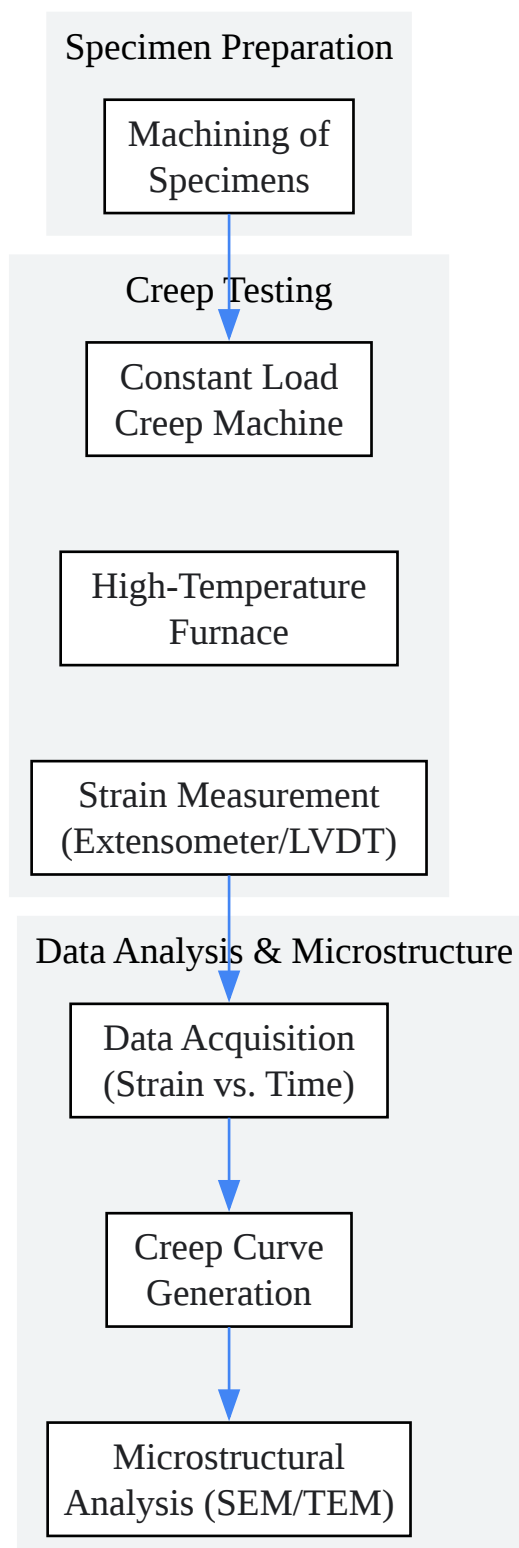 Specimen Preparation
Machining of
Specimens
Creep Testing
Constant Load
Creep Machine
High-Temperature
Furnace
Strain Measurement
(Extensometer/LVDT)
Data Analysis & Microstructure
Data Acquisition
(Strain vs. Time)
Creep Curve
Generation
Microstructural
Analysis (SEM/TEM)